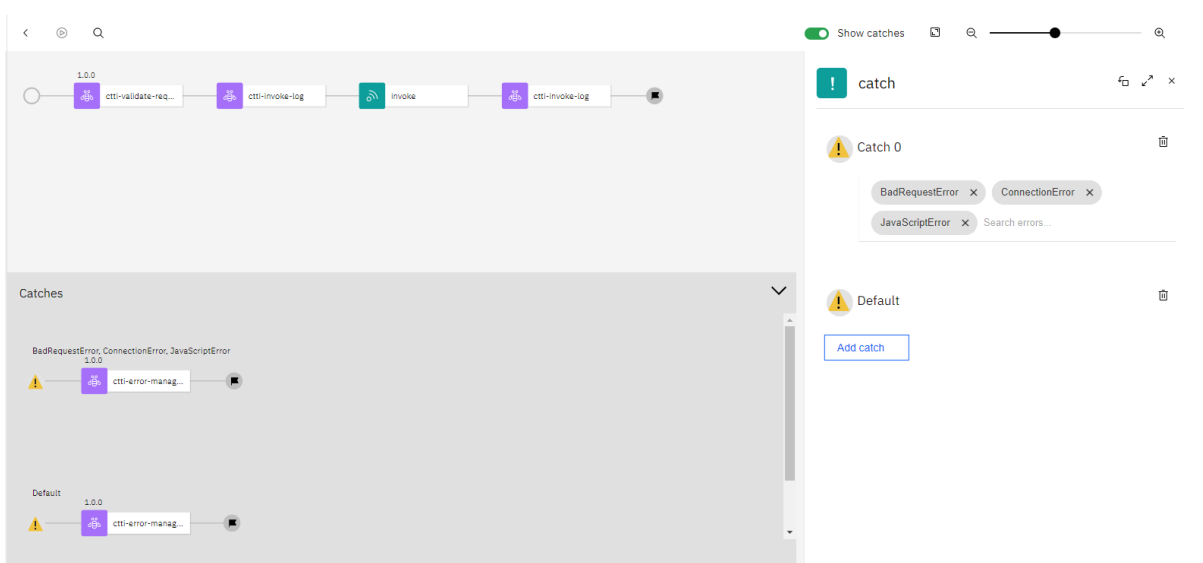 Show catches
1.0.0
ctti-validate-req...
ctti-invoke-log
invoke
ctti-invoke-log
Catches
BadRequestError, ConnectionError, JavaScriptError
1.0.0
ctti-error-manag...
Default
1.0.0
ctti-error-manag...
catch
Catch 0
BadRequestError
ConnectionError
JavaScriptError
Search errors...
Default
Add catch